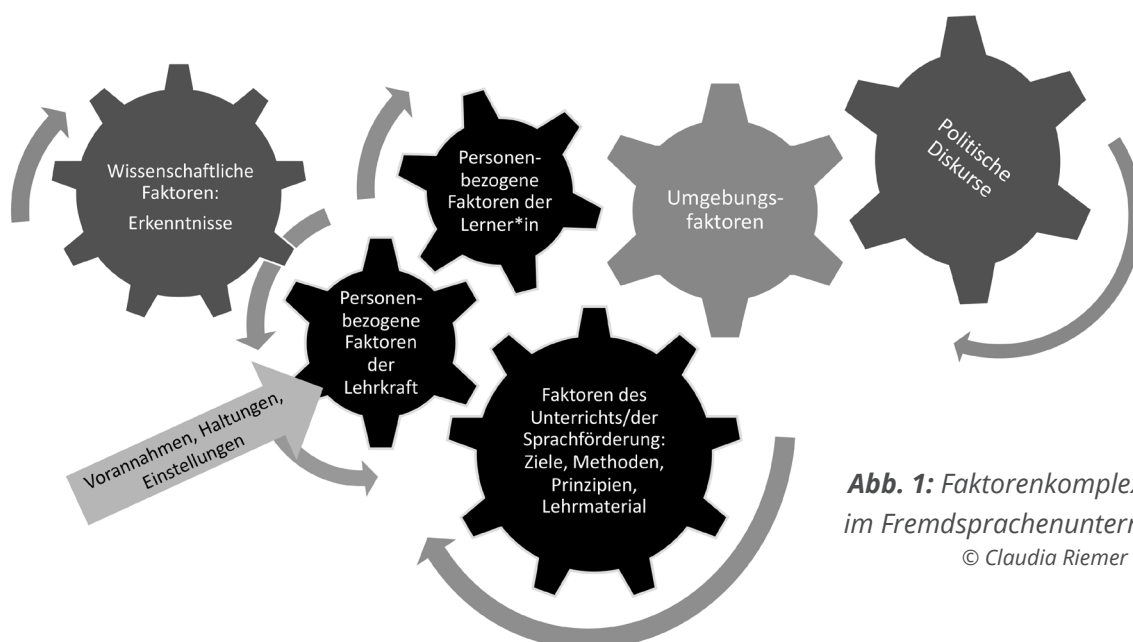 Wissenschaftliche
Faktoren:
Erkenntnisse
Personen-
bezogene
Faktoren der
Lerner*in
Umgebungs-
faktoren
Politische
Diskurse
Personen-
bezogene
Faktoren
der
Lehrkraft
Vorannahmen, Haltungen,
Einstellungen
Faktoren des
Unterrichts/der
Sprachförderung:
Ziele, Methoden,
Prinzipien,
Lehrmaterial
Abb. 1: Faktorenkomplex
im Fremdsprachenunterr
© Claudia Riemer